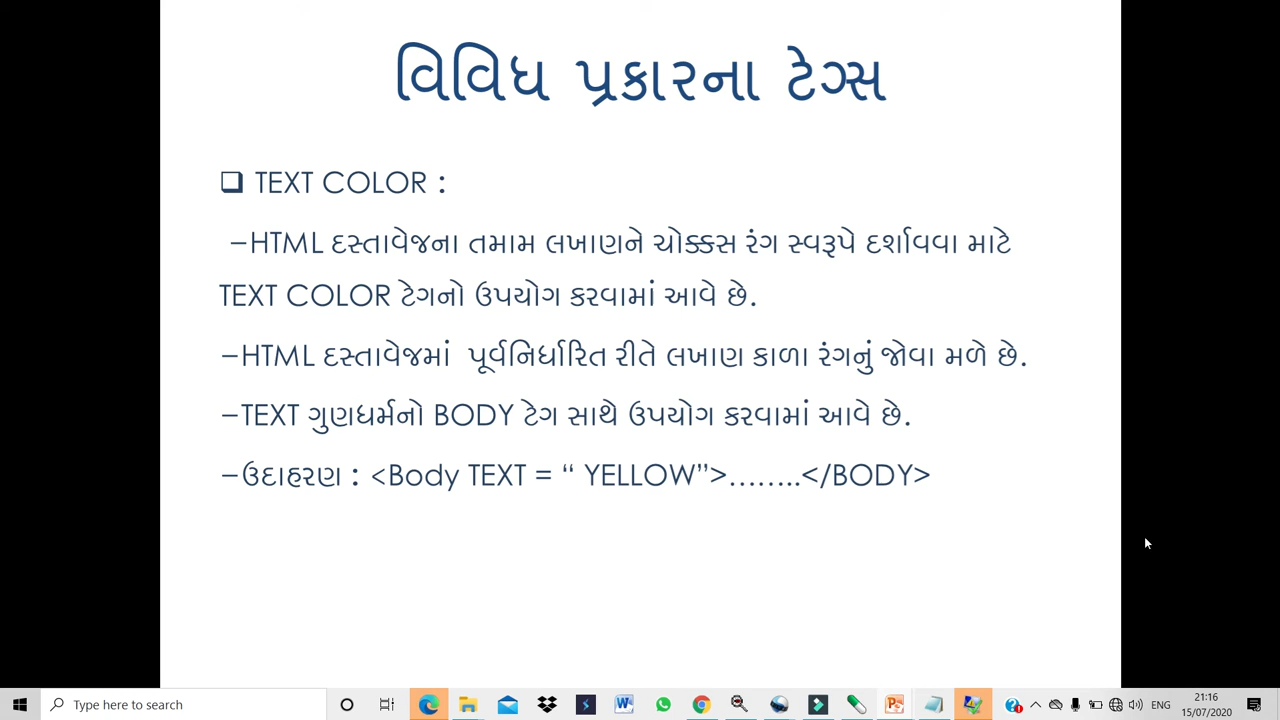 વિવિધ પ્રકારના ટેગ્સ
❑ TEXT COLOR :
–HTML દસ્તાવેજના તમામ લખાણને ચોક્કસ રંગ સ્વરૂપે દર્શાવવા માટે
TEXT COLOR ટેગનો ઉપયોગ કરવામાં આવે છે.
–HTML દસ્તાવેજમાં પૂર્વનિર્ધારિત રીતે લખાણ કાળા રંગનું જોવા મળે છે.
–TEXT ગુણધર્મનો BODY ટેગ સાથે ઉપયોગ કરવામાં આવે છે.
–ઉદાહરણ : <Body TEXT = “ YELLOW”>……..</BODY>
Type here to search
ENG
21:16
15/07/2020